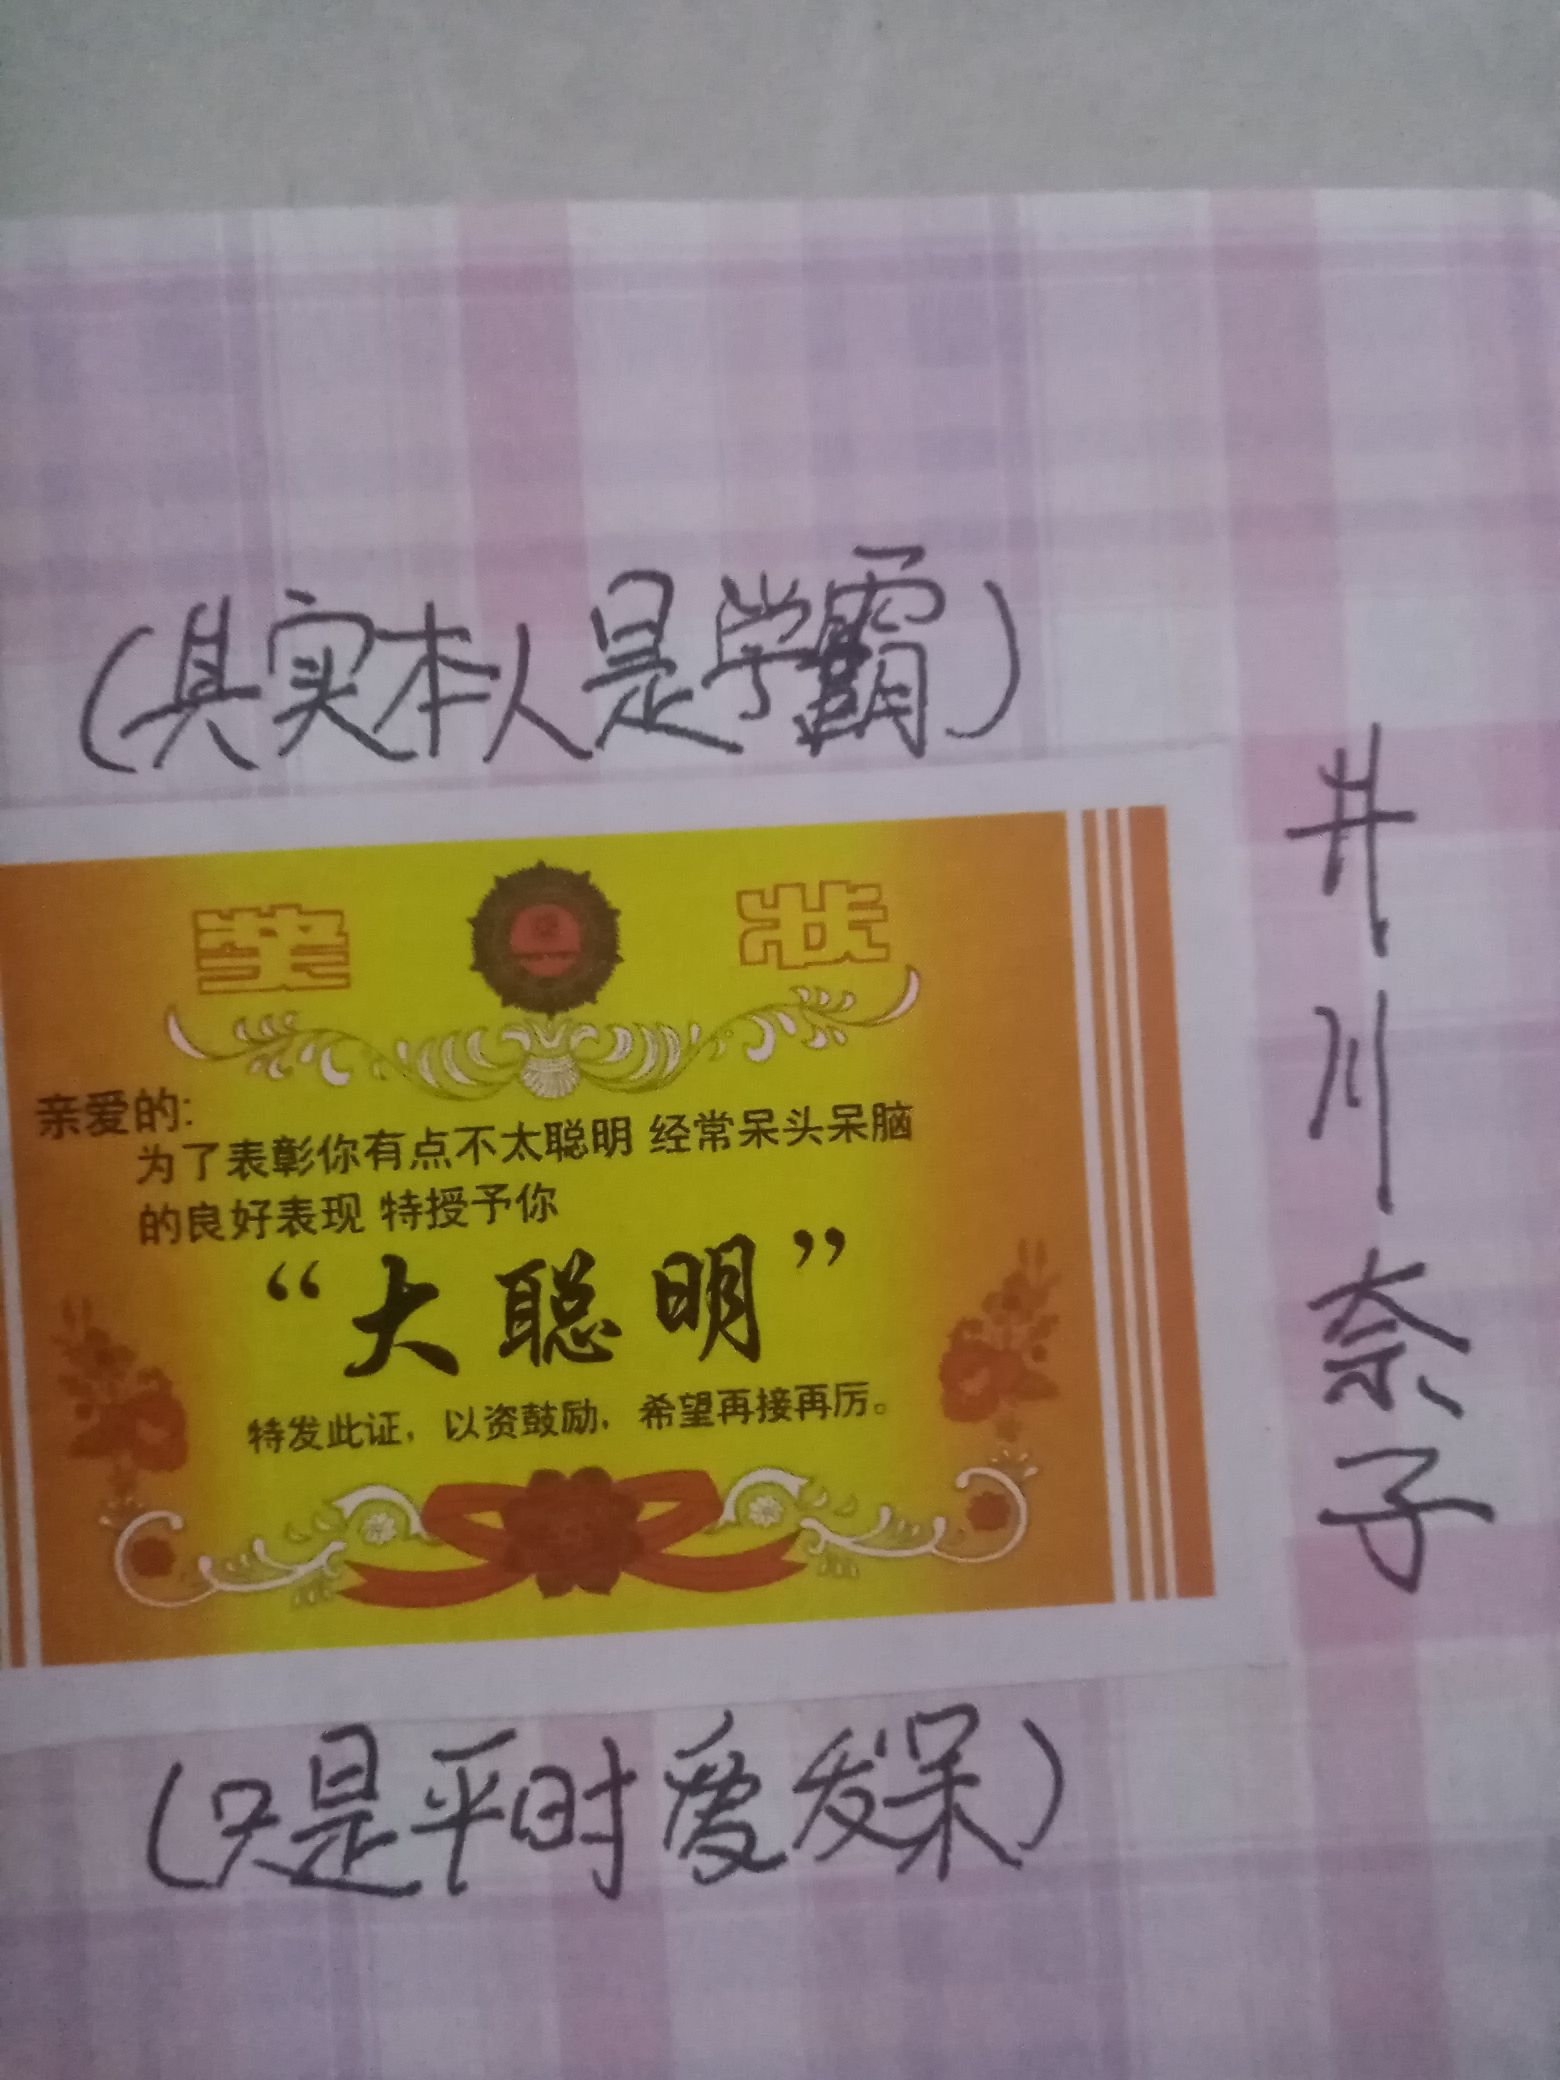 (其实本人是学霸)
奖 状
亲爱的:
为了表彰你有点不太聪明 经常呆头呆脑
的良好表现 特授予你
“大聪明”
特发此证，以资鼓励，希望再接再厉。
(只是平时爱发呆)
井川奈子